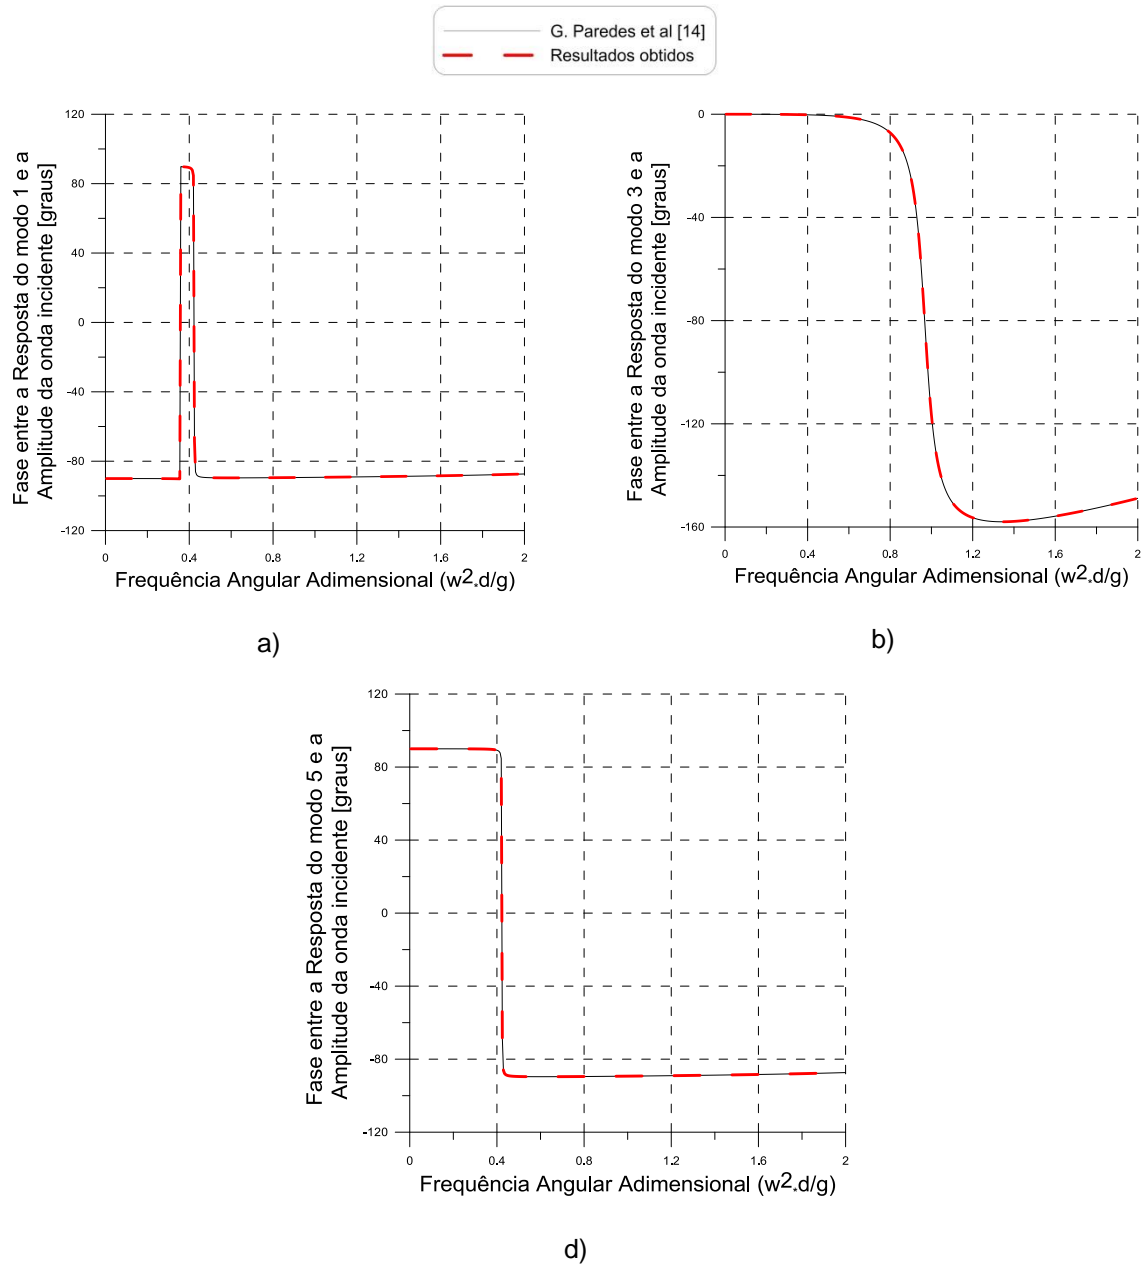 G. Paredes et al [14]
Resultados obtidos
Fase entre a Resposta do modo 1 e a
Amplitude da onda incidente [graus]
120
80
40
0
-40
-80
-120
0 0.4 0.8 1.2 1.6 2
Frequência Angular Adimensional (w2.d/g)
a)
Fase entre a Resposta do modo 3 e a
Amplitude da onda incidente [graus]
0
-40
-80
-120
-160
0 0.4 0.8 1.2 1.6 2
Frequência Angular Adimensional (w2.d/g)
b)
Fase entre a Resposta do modo 5 e a
Amplitude da onda incidente [graus]
120
80
40
0
-40
-80
-120
0 0.4 0.8 1.2 1.6 2
Frequência Angular Adimensional (w2.d/g)
d)